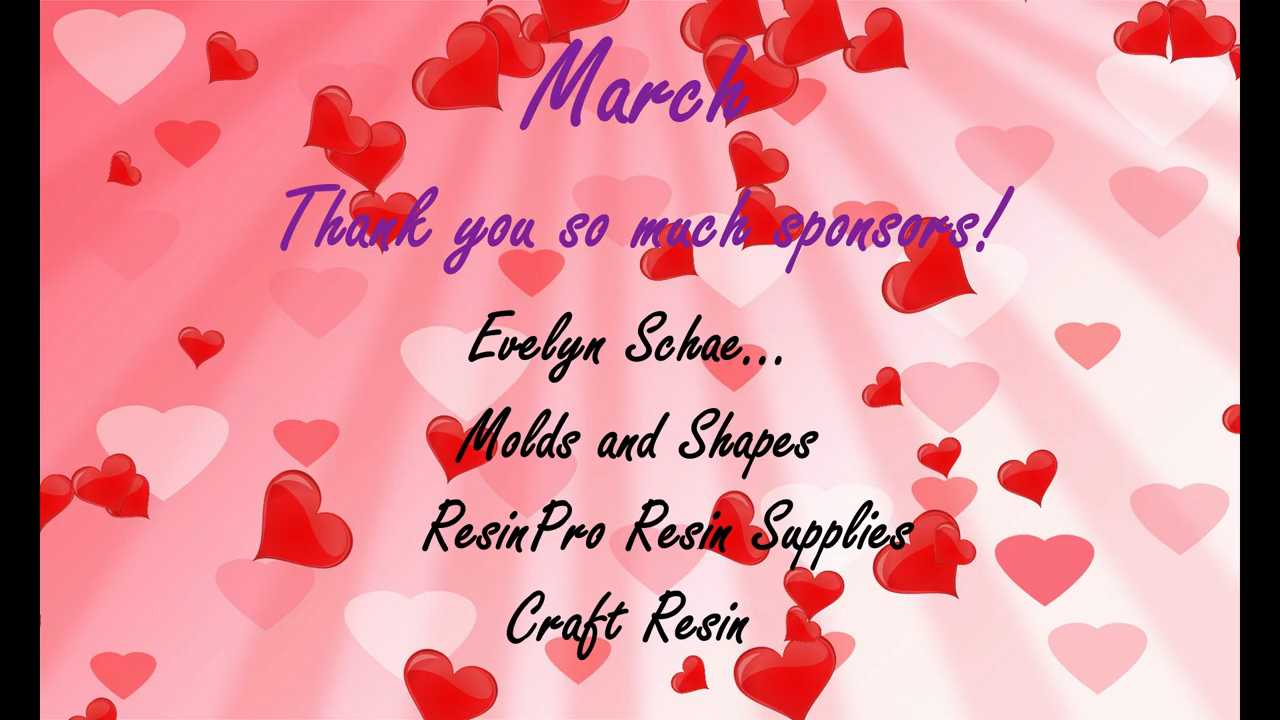 March
Thank you so much sponsors!
Evelyn Schae...
Molds and Shapes
ResinPro Resin Supplies
Craft Resin